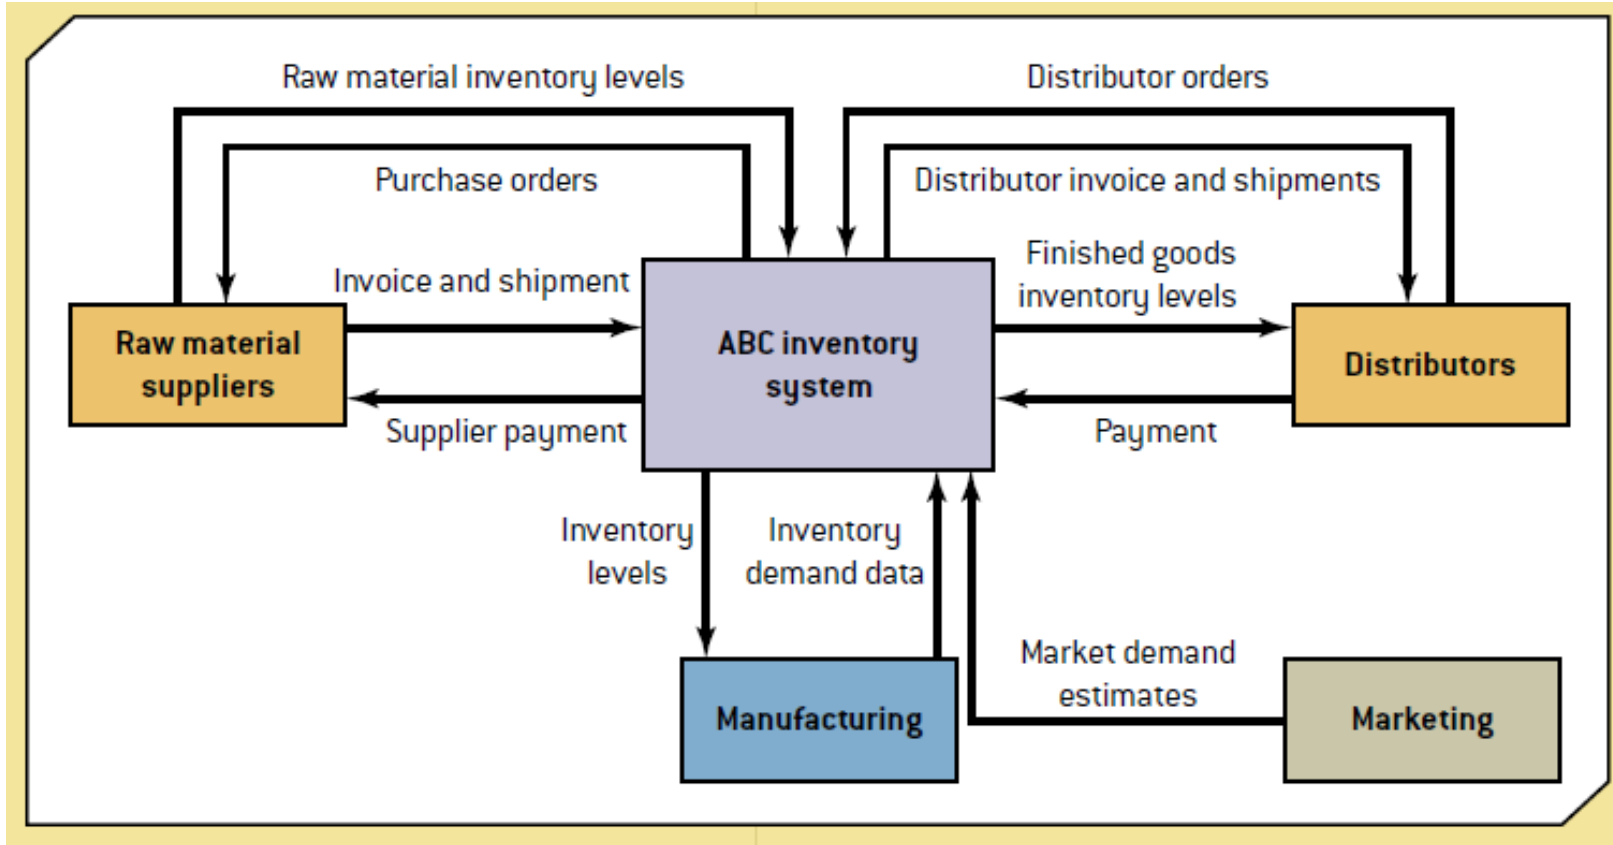 Raw material inventory levels
Distributor orders
Purchase orders
Distributor invoice and shipments
Invoice and shipment
Finished goods
inventory levels
Raw material
suppliers
ABC inventory
system
Distributors
Supplier payment
Payment
Inventory
levels
Inventory
demand data
Market demand
estimates
Manufacturing
Marketing